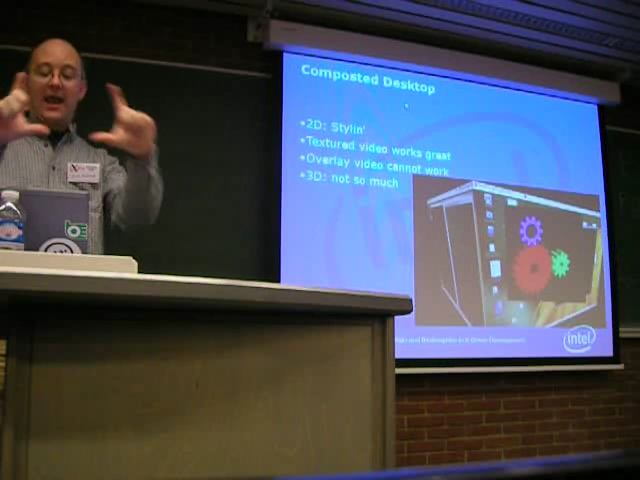 Composted Desktop
•2D: Stylin'
•Textured video works great
•Overlay video cannot work
•3D: not so much
intel